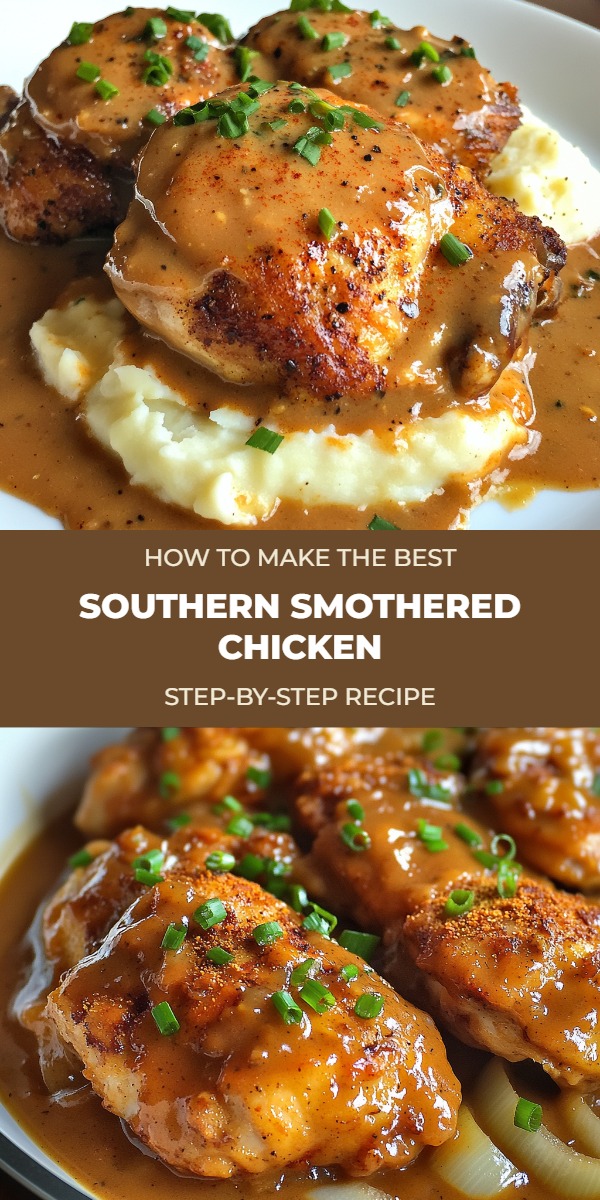 HOW TO MAKE THE BEST
SOUTHERN SMOTHERED
CHICKEN
STEP-BY-STEP RECIPE